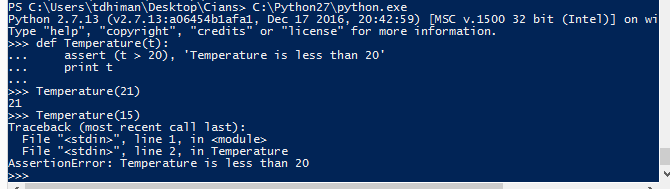 PS C:\Users\tdhiman\Desktop\Cians> C:\Python27\python.exe
Python 2.7.13 (v2.7.13:a06454b1afa1, Dec 17 2016, 20:42:59) [MSC v.1500 32 bit (Intel)] on wi
Type "help", "copyright", "credits" or "license" for more information.
>>> def Temperature(t):
...     assert (t > 20), 'Temperature is less than 20'
...     print t
...
>>> Temperature(21)
21
>>> Temperature(15)
Traceback (most recent call last):
  File "<stdin>", line 1, in <module>
  File "<stdin>", line 2, in Temperature
AssertionError: Temperature is less than 20
>>>